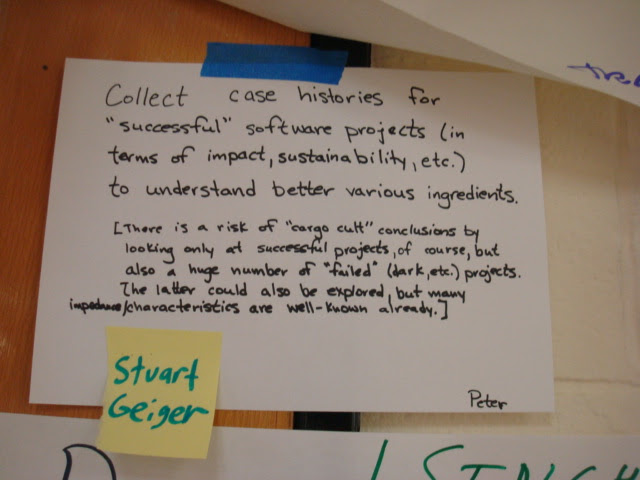 Collect case histories for
"successful" software projects (in
terms of impact, sustainability, etc.)
to understand better various ingredients.
[There is a risk of "cargo cult" conclusions by
looking only at successful projects, of course, but
also a huge number of "failed" (dark, etc.) projects.
The latter could also be explored, but many
/characteristics are well-known already.]
Peter
Stuart
Geiger